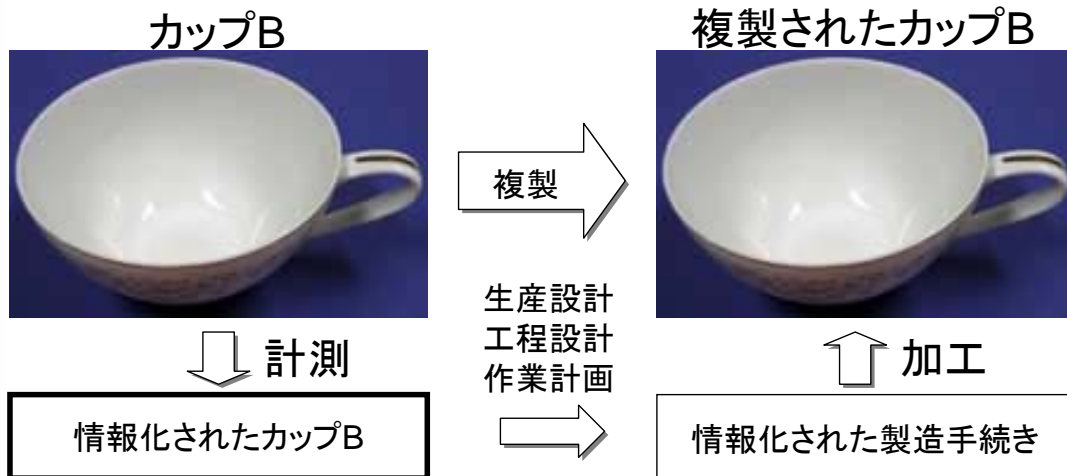 カップB
複製されたカップB
複製
生産設計
工程設計
作業計画
計測
加工
情報化されたカップB
情報化された製造手続き